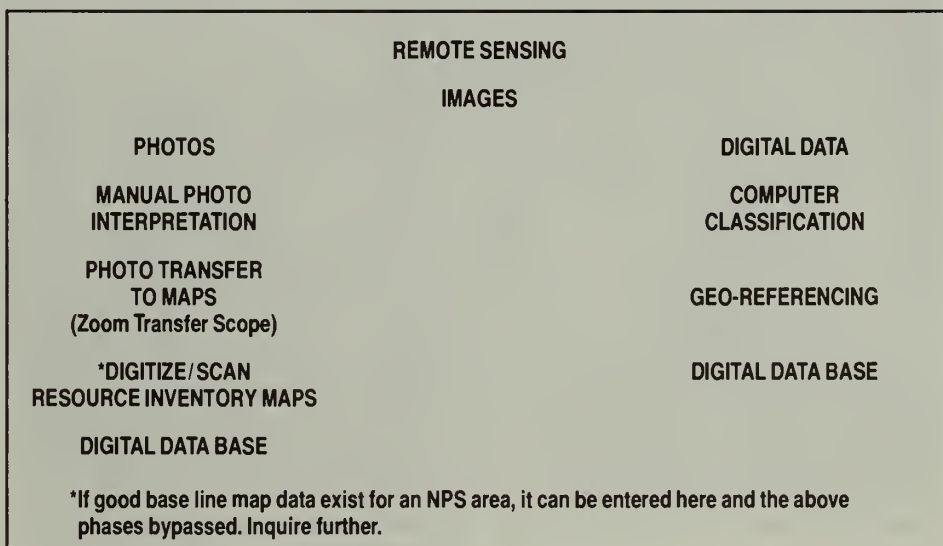 REMOTE SENSING
IMAGES
PHOTOS
DIGITAL DATA
MANUAL PHOTO
INTERPRETATION
COMPUTER
CLASSIFICATION
PHOTO TRANSFER
TO MAPS
(Zoom Transfer Scope)
GEO-REFERENCING
*DIGITIZE/SCAN
RESOURCE INVENTORY MAPS
DIGITAL DATA BASE
DIGITAL DATA BASE
*If good base line map data exist for an NPS area, it can be entered here and the above
phases bypassed. Inquire further.